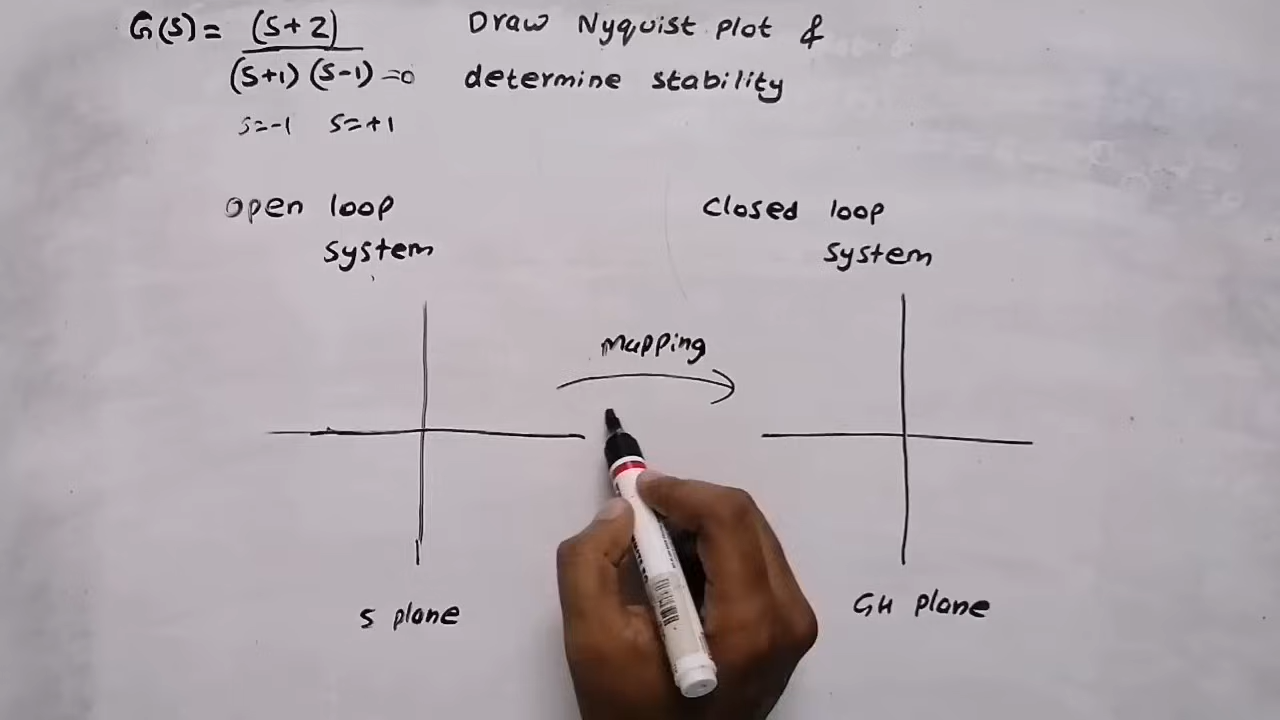 G(S) = (S+2)
(S+1) (S-1) =0
S=-1 S=+1
Draw Nyquist Plot &
determine stability
Open loop
system
Closed loop
system
Mapping
S plane
GH plane